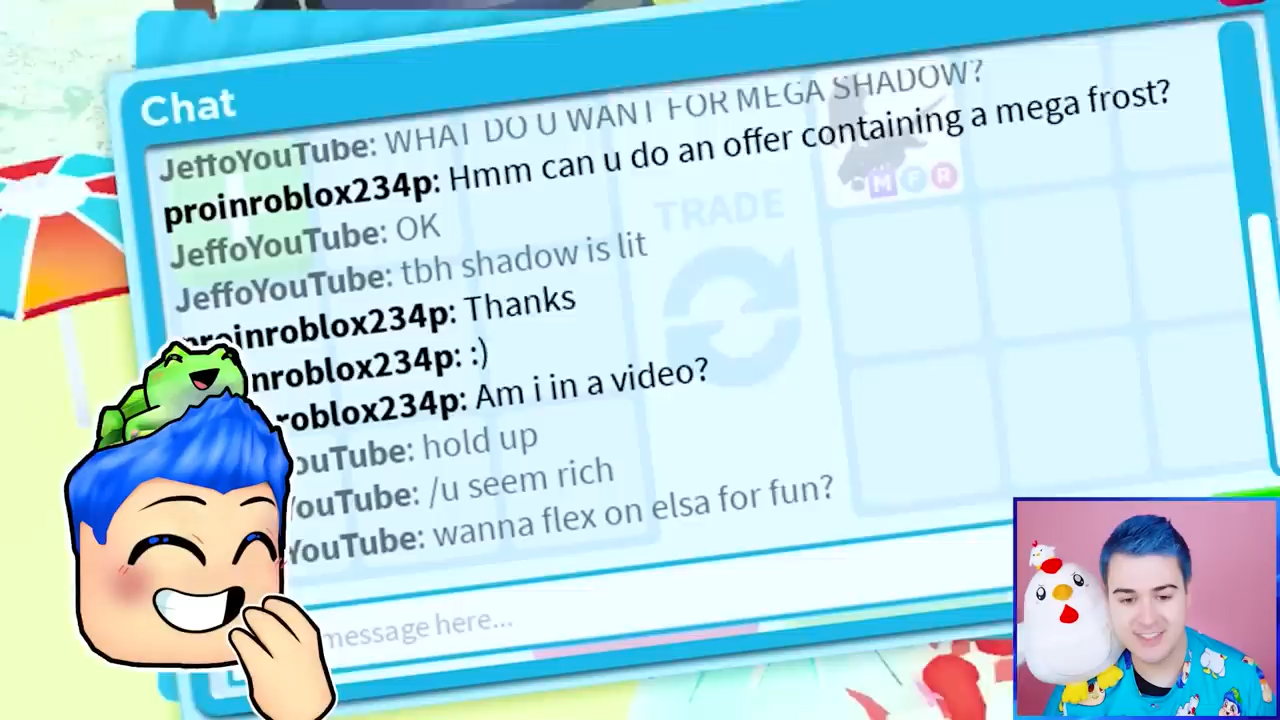 Chat
JeffoYouTube: WHAT DO U WANT FOR MEGA SHADOW?
proinroblox234p: Hmm can u do an offer containing a mega frost?
JeffoYouTube: OK
JeffoYouTube: tbh shadow is lit
proinroblox234p: Thanks
nroblox234p: :)
roblox234p: Am i in a video?
ouTube: hold up
YouTube: /u seem rich
YouTube: wanna flex on elsa for fun?
message here...
TRADE
M F R